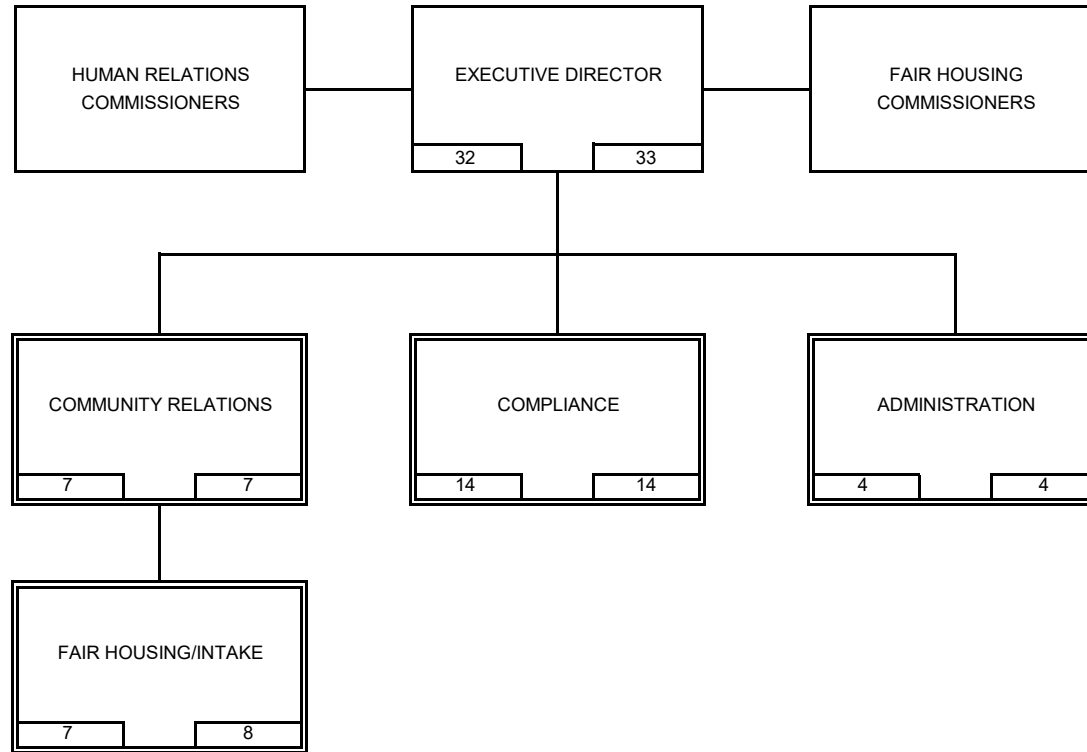 HUMAN RELATIONS
COMMISSIONERS
EXECUTIVE DIRECTOR
32 33
FAIR HOUSING
COMMISSIONERS
COMMUNITY RELATIONS
7 7
COMPLIANCE
14 14
ADMINISTRATION
4 4
FAIR HOUSING/INTAKE
7 8